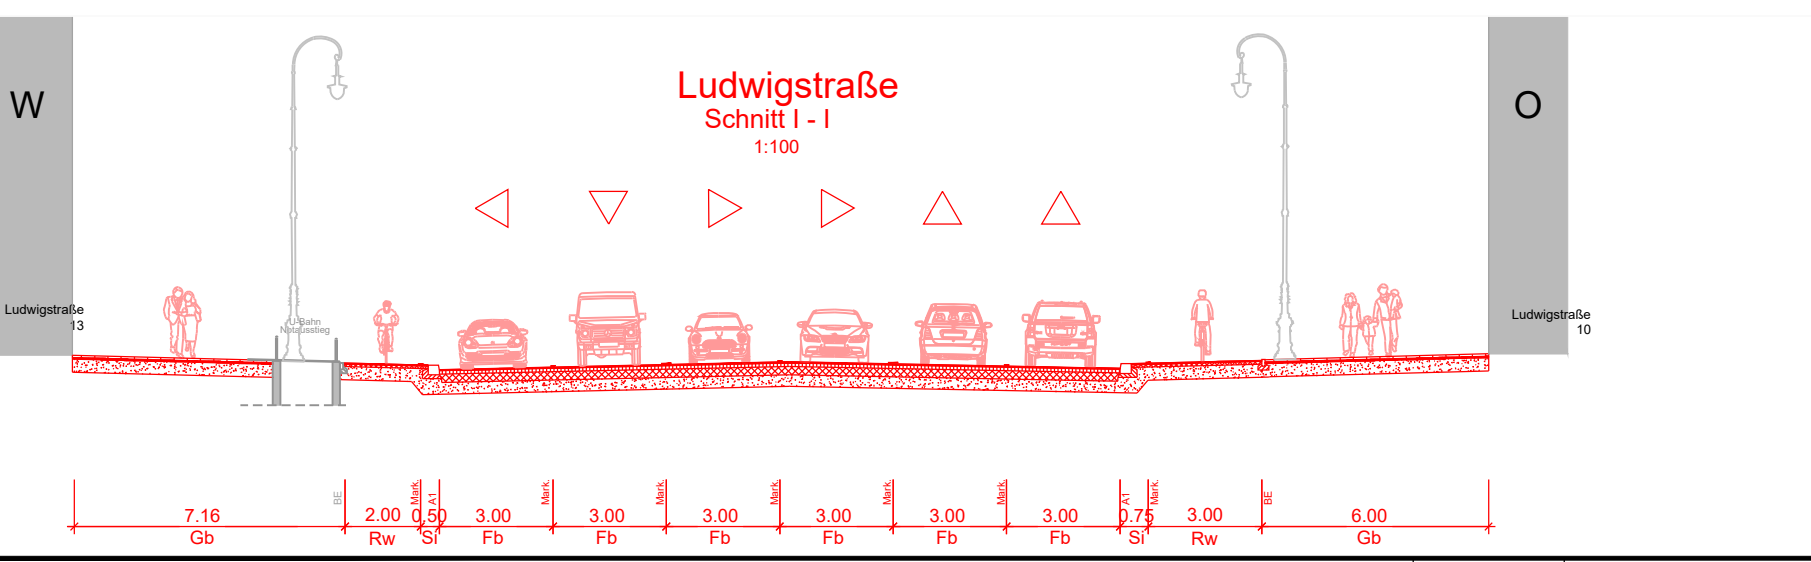 W
O
Ludwigstraße
Schnitt I - I
1:100
Ludwigstraße
13
U-Bahn
Notausstieg
Ludwigstraße
10
BE
Mark.
A1
Mark.
Mark.
Mark.
Mark.
Mark.
A1
Mark.
BE
7.16
2.00
0.50
3.00
3.00
3.00
3.00
3.00
3.00
0.75
3.00
6.00
Gb
Rw
Si
Fb
Fb
Fb
Fb
Fb
Fb
Si
Rw
Gb